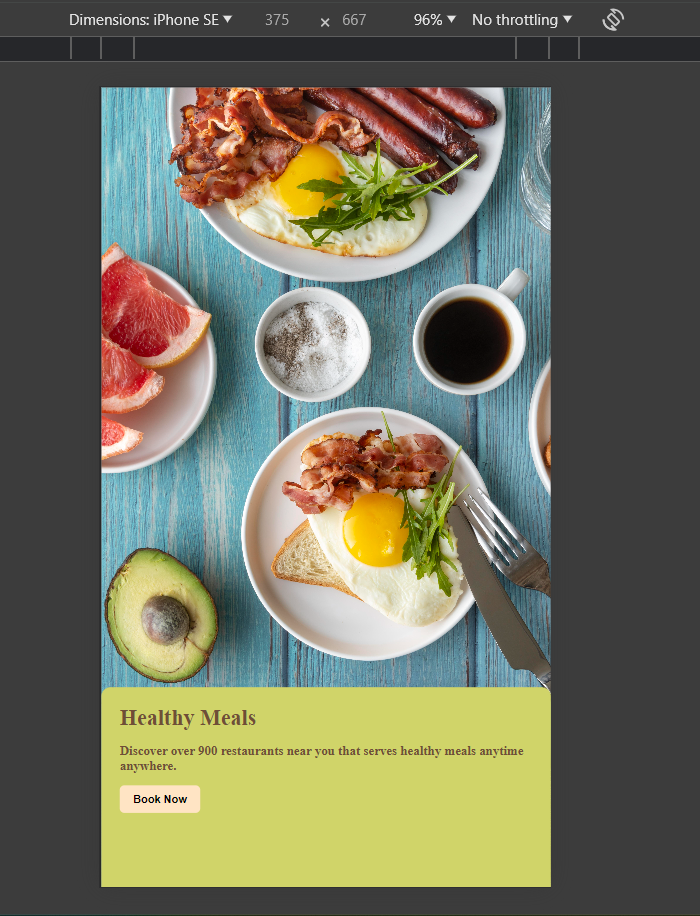 Dimensions: iPhone SE 375 × 667 96% No throttling
Healthy Meals
Discover over 900 restaurants near you that serves healthy meals anytime
anywhere.
Book Now